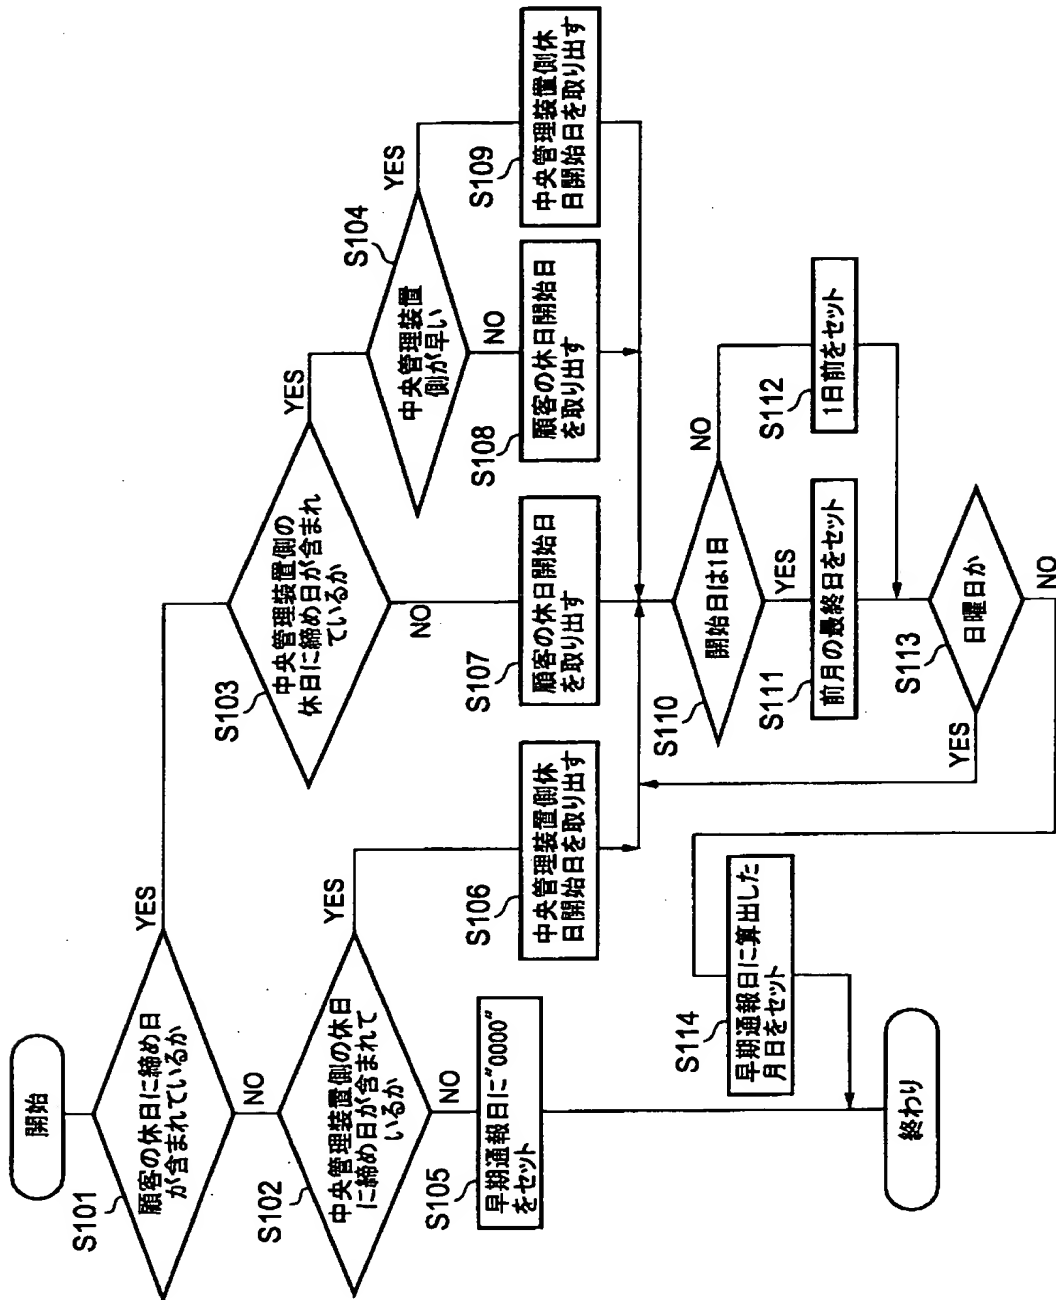 開始
S101
顧客の休日に締め日
が含まれているか
YES
NO
S102
中央管理装置側の休日
に締め日が含まれて
いるか
YES
NO
S103
中央管理装置側の
休日に締め日が含まれ
ているか
YES
NO
S104
中央管理装置
側が早い
YES
NO
S105
早期通報日に"0000"
をセット
S106
中央管理装置側休
日開始日を取り出す
S107
顧客の休日開始日
を取り出す
S108
顧客の休日開始日
を取り出す
S109
中央管理装置側休
日開始日を取り出す
S110
開始日は1日
NO
YES
S111
前月の最終日をセット
S112
1日前をセット
S113
日曜日か
YES
NO
S114
早期通報日に算出した
月日をセット
終わり